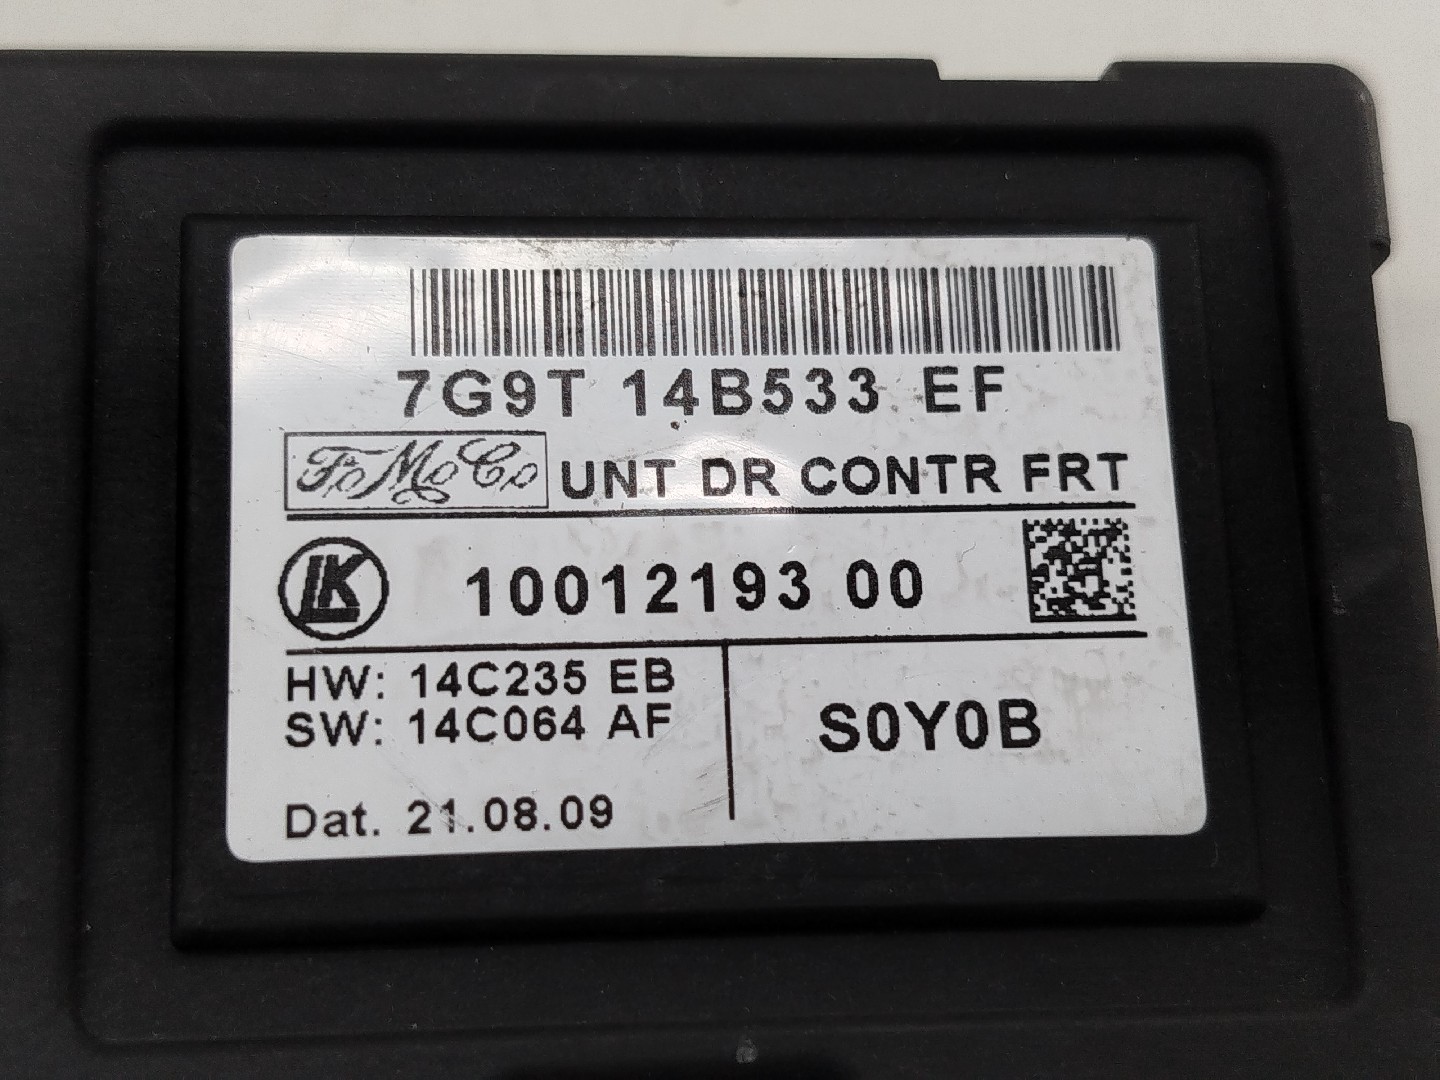 7G9T 14B533 EF
FoMoCo UNT DR CONTR FRT
LK 10012193 00
HW: 14C235 EB
SW: 14C064 AF
S0Y0B
Dat. 21.08.09